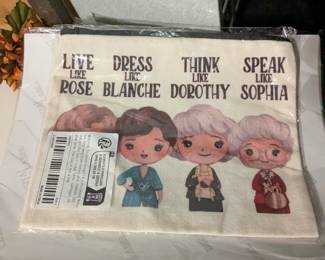 LIVE DRESS THINK SPEAK
LIKE LIKE LIKE LIKE
ROSE BLANCHE DOROTHY SOPHIA